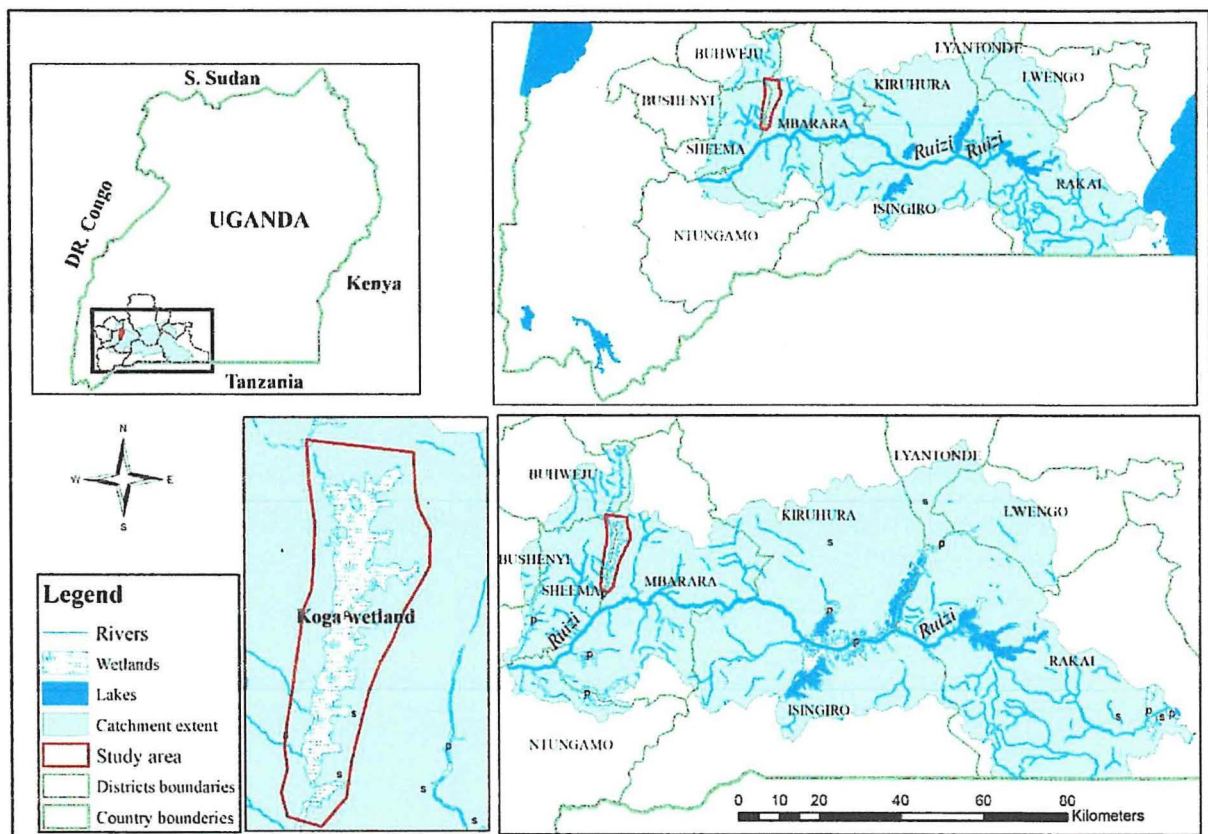 S. Sudan
DR. Congo
UGANDA
Kenya
Tanzania
BUHWEJU
LYANTONDE
LWENGO
KIRUHURA
BUSHENYI
MBARARA
SHEEMA
Ruizi
Ruizi
RAKAI
ISINGIRO
NTUNGAMO
N
W E
S
Legend
Rivers
Wetlands
Lakes
Catchment extent
Study area
Districts boundaries
Country bounderies
Koga wetland
p
s
p
p
s
s
s
LYANTONDE
BUHWEJU
s
KIRUHURA
LWENGO
s
p
BUSHENYI
SHEEMA
p
MBARARA
p
p
Ruizi
Ruizi
p
p
RAKAI
p
ISINGIRO
s
p
s
p
NTUNGAMO
0 10 20 40 60 80
Kilometers